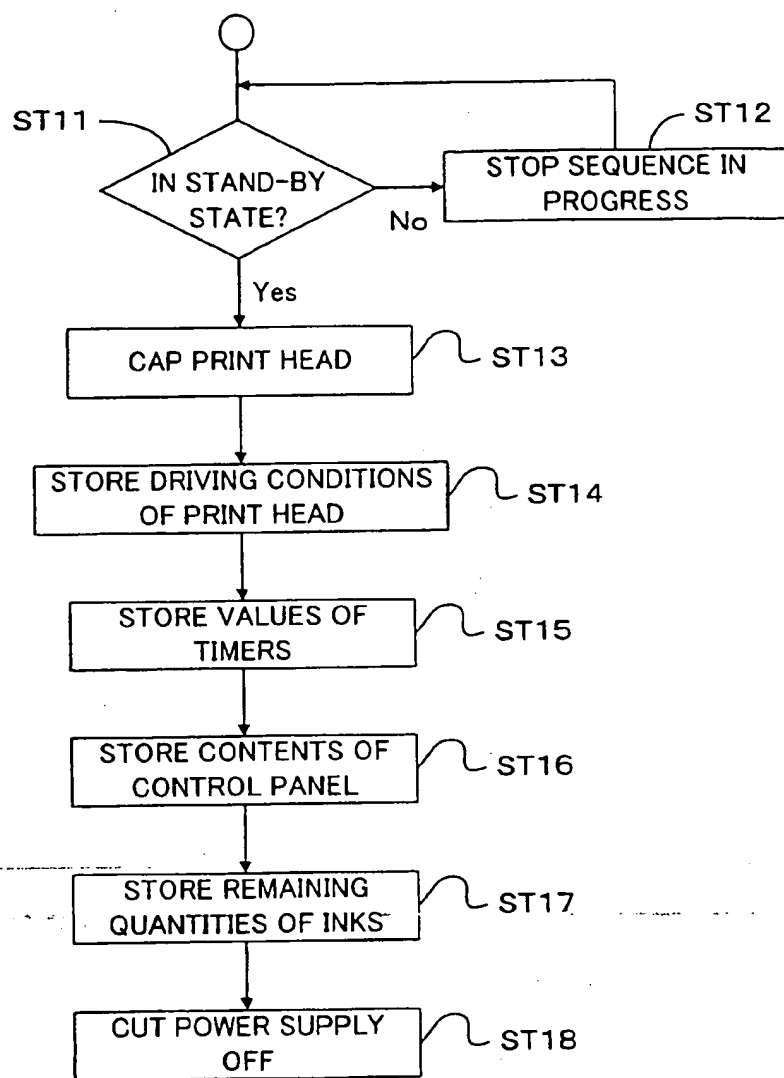 ST11
IN STAND-BY
STATE?
No
ST12
STOP SEQUENCE IN
PROGRESS
Yes
CAP PRINT HEAD
ST13
STORE DRIVING CONDITIONS
OF PRINT HEAD
ST14
STORE VALUES OF
TIMERS
ST15
STORE CONTENTS OF
CONTROL PANEL
ST16
STORE REMAINING
QUANTITIES OF INKS
ST17
CUT POWER SUPPLY
OFF
ST18